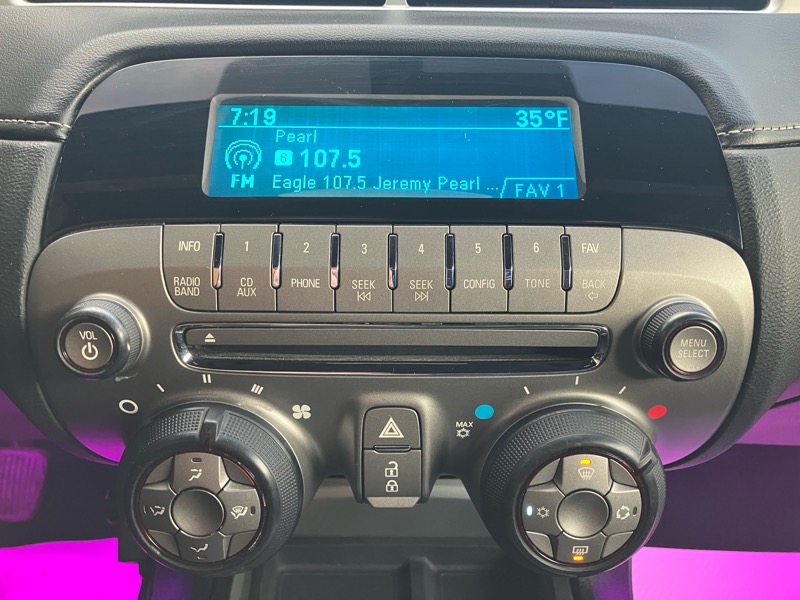 7:19 35°F
Pearl
6 107.5
FM Eagle 107.5 Jeremy Pearl ... FAV 1
INFO 1 2 3 4 5 6 FAV
RADIO BAND CD AUX PHONE SEEK SEEK CONFIG TONE BACK
VOL
MENU SELECT
MAX